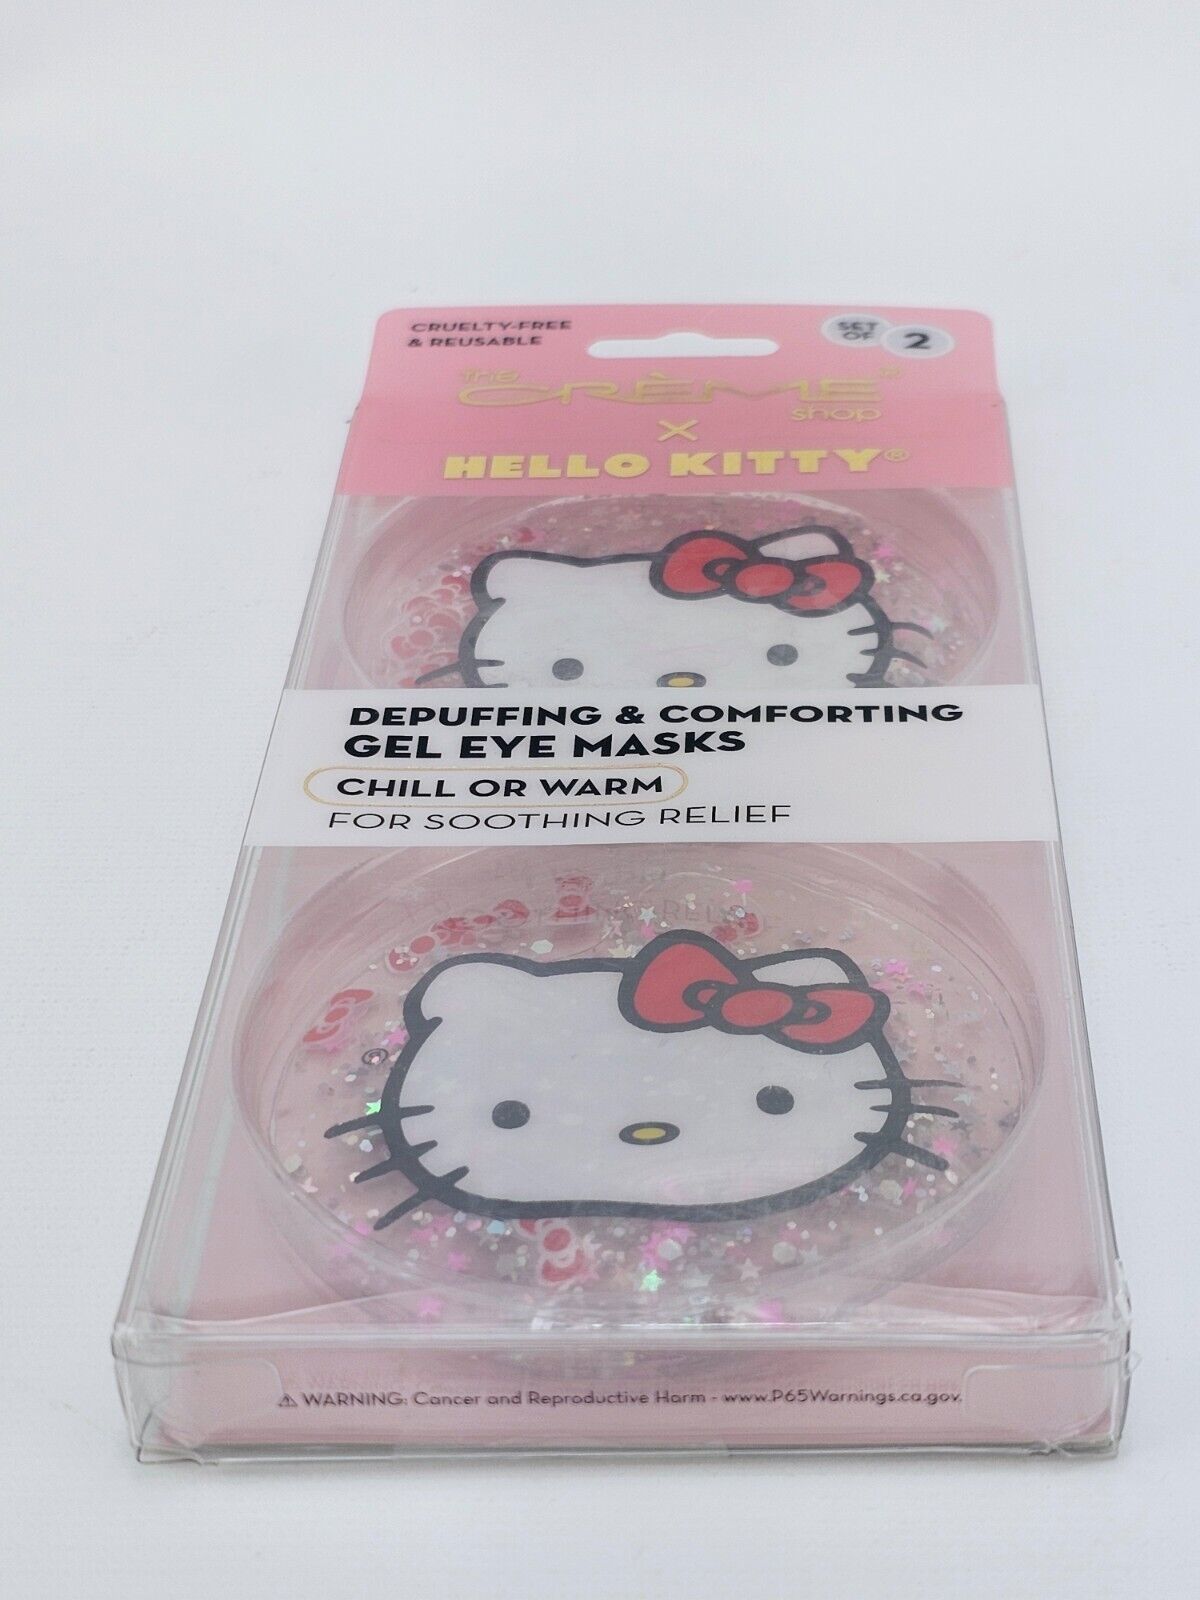 CRUELTY-FREE
& REUSABLE
SET
OF 2
the
CRÈME®
shop
X
HELLO KITTY®
DEPUFFING & COMFORTING
GEL EYE MASKS
CHILL OR WARM
FOR SOOTHING RELIEF
®
⚠ WARNING: Cancer and Reproductive Harm - www.P65Warnings.ca.gov.